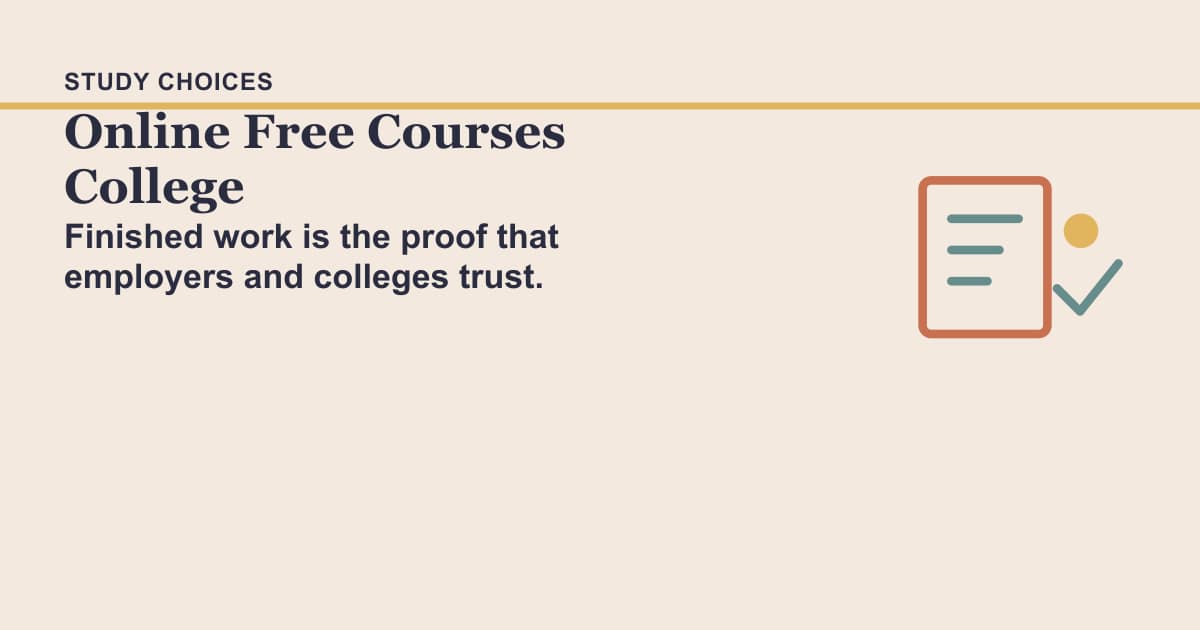 STUDY CHOICES
Online Free Courses
College
Finished work is the proof that
employers and colleges trust.